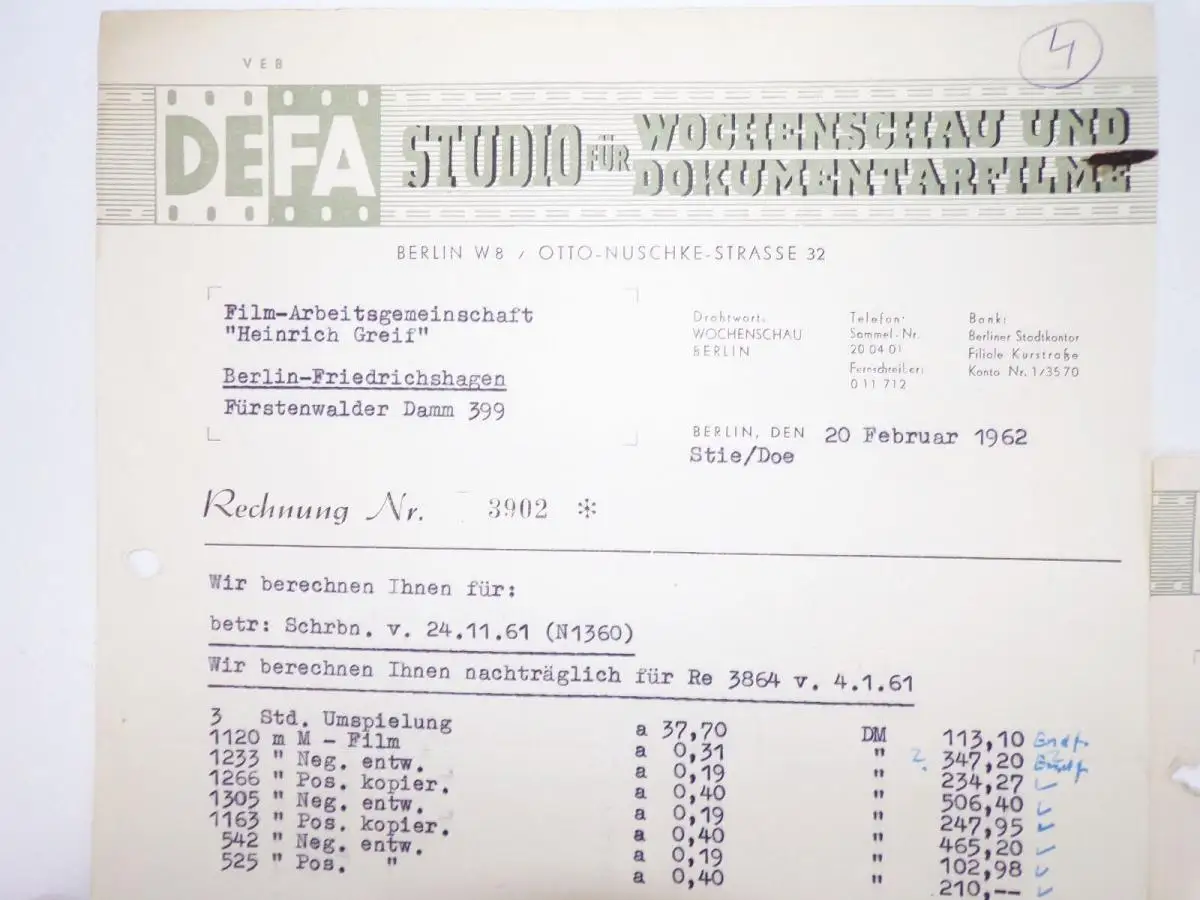 4
VEB
DEFA STUDIO FÜR WOCHENSCHAU UND
DOKUMENTARFILME
BERLIN W8 / OTTO-NUSCHKE-STRASSE 32
Film-Arbeitsgemeinschaft
"Heinrich Greif"
Berlin-Friedrichshagen
Fürstenwalder Damm 399
Drahtwort:
WOCHENSCHAU
BERLIN
Telefon:
Sammel-Nr.
20 04 01
Fernschreiber:
011 712
Bank:
Berliner Stadtkontor
Filiale Kurstraße
Konto Nr. 1/3570
BERLIN, DEN 20 Februar 1962
Stie/Doe
Rechnung Nr. 3902 *
Wir berechnen Ihnen für:
betr: Schrbn. v. 24.11.61 (N1360)
Wir berechnen Ihnen nachträglich für Re 3864 v. 4.1.61
3 Std. Umspielung a 37,70 DM 113,10
1120 m M - Film a 0,31 " 347,20
1233 " Neg. entw. a 0,19 " 234,27
1266 " Pos. kopier. a 0,40 " 506,40
1305 " Neg. entw. a 0,19 " 247,95
1163 " Pos. kopier. a 0,40 " 465,20
542 " Neg. entw. a 0,19 " 102,98
525 " Pos. " a 0,40 " 210,--